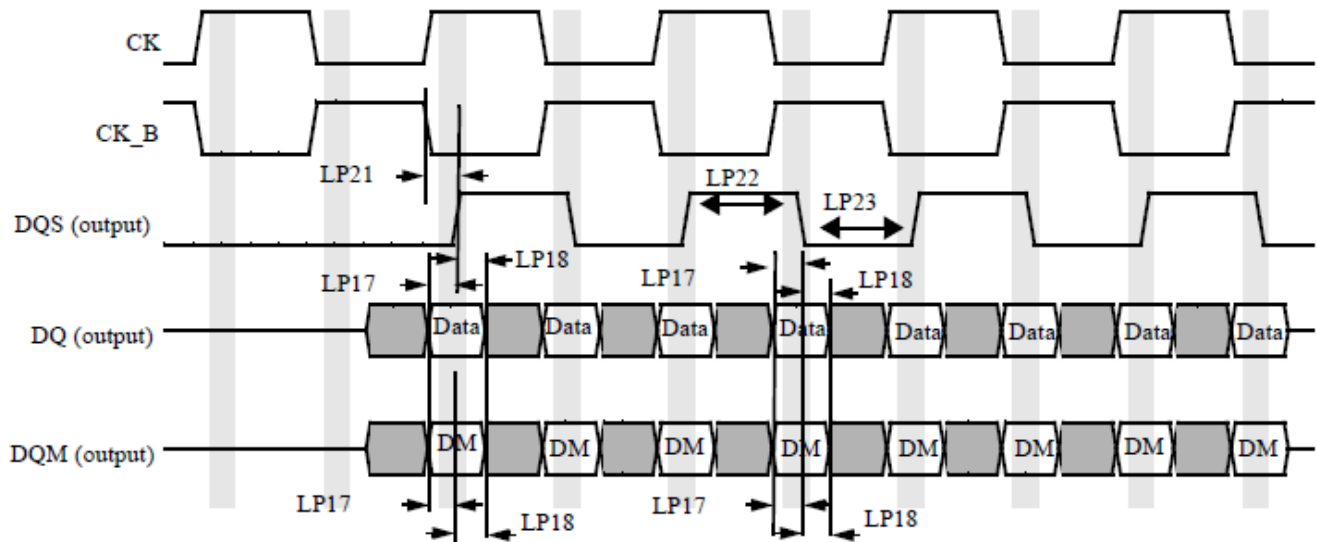 CK
CK_B
LP21
LP22
LP23
DQS (output)
LP17
LP18
LP17
LP18
DQ (output)
Data
Data
Data
Data
Data
Data
Data
Data
DQM (output)
DM
DM
DM
DM
DM
DM
DM
DM
LP17
LP18
LP17
LP18